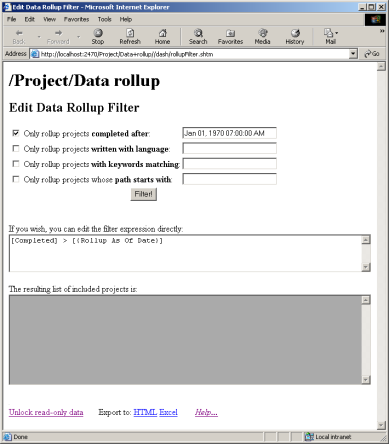 Edit Data Rollup Filter - Microsoft Internet Explorer
File Edit View Favorites Tools Help
Back Forward Stop Refresh Home Search Favorites Media History Mail
Address http://localhost:2470/Project/Data+rollup//dash/rollupfilter.shtm Go
/Project/Data rollup
Edit Data Rollup Filter
Only rollup projects completed after: Jan 01, 1970 07:00:00 AM
Only rollup projects written with language:
Only rollup projects with keywords matching:
Only rollup projects whose path starts with:
Filter!
If you wish, you can edit the filter expression directly:
[Completed] > [(Rollup As Of Date)]
The resulting list of included projects is:
Unlock read-only data Export to: HTML Excel Help...
Done Local intranet